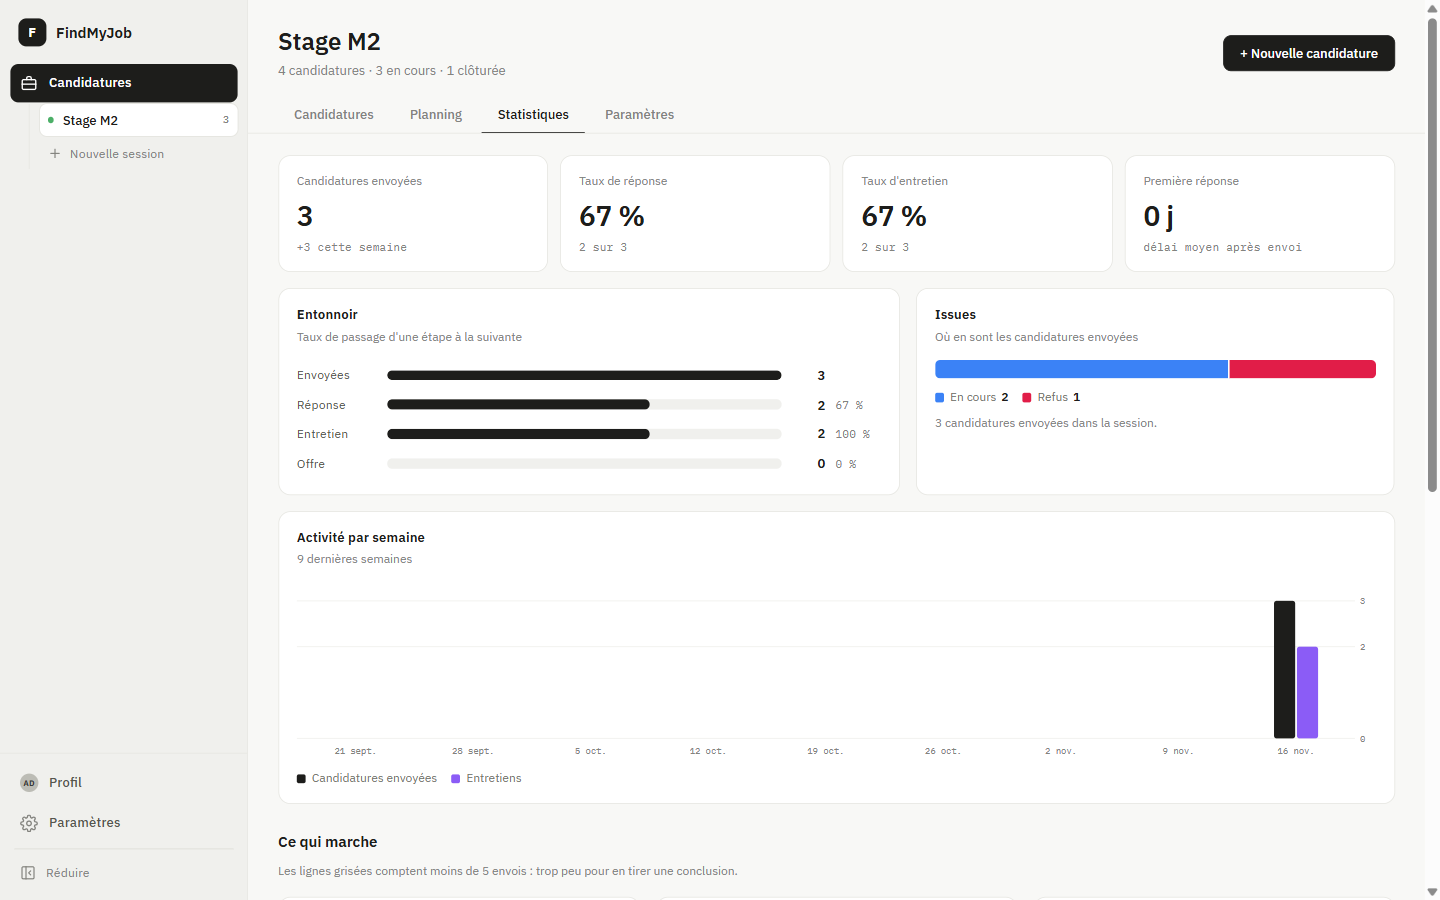 F FindMyJob
Candidatures
Stage M2 3
+ Nouvelle session
AD Profil
Paramètres
Réduire
Stage M2
4 candidatures · 3 en cours · 1 clôturée
+ Nouvelle candidature
Candidatures Planning Statistiques Paramètres
Candidatures envoyées
3
+3 cette semaine
Taux de réponse
67 %
2 sur 3
Taux d'entretien
67 %
2 sur 3
Première réponse
0 j
délai moyen après envoi
Entonnoir
Taux de passage d'une étape à la suivante
Envoyées 3
Réponse 2 67 %
Entretien 2 100 %
Offre 0 0 %
Issues
Où en sont les candidatures envoyées
En cours 2 Refus 1
3 candidatures envoyées dans la session.
Activité par semaine
9 dernières semaines
3
2
0
21 sept. 28 sept. 5 oct. 12 oct. 19 oct. 26 oct. 2 nov. 9 nov. 16 nov.
Candidatures envoyées Entretiens
Ce qui marche
Les lignes grisées comptent moins de 5 envois : trop peu pour en tirer une conclusion.